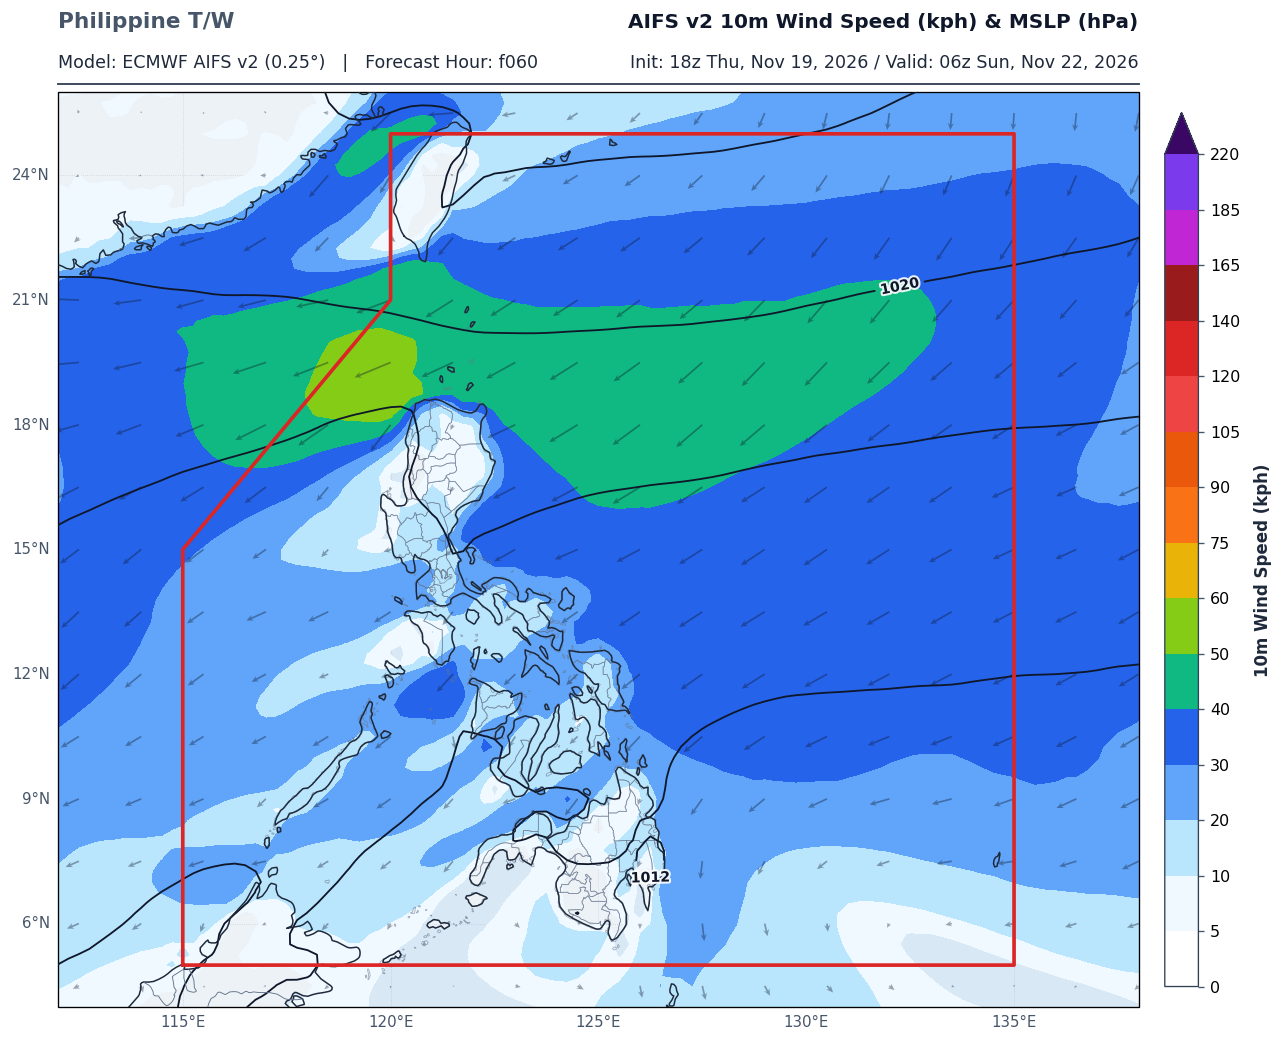 Philippine T/W
AIFS v2 10m Wind Speed (kph) & MSLP (hPa)
Model: ECMWF AIFS v2 (0.25°)   |   Forecast Hour: f060
Init: 18z Thu, Nov 19, 2026 / Valid: 06z Sun, Nov 22, 2026
24°N
21°N
18°N
15°N
12°N
9°N
6°N
115°E
120°E
125°E
130°E
135°E
1020
1012
220
185
165
140
120
105
90
75
60
50
40
30
20
10
5
0
10m Wind Speed (kph)